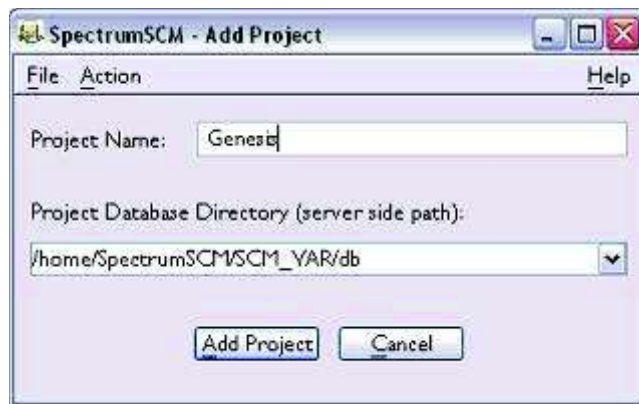 SpectrumSCM - Add Project
File Action Help
Project Name: Genesis
Project Database Directory (server side path):
/home/SpectrumSCM/SCM_VAR/db
Add Project Cancel